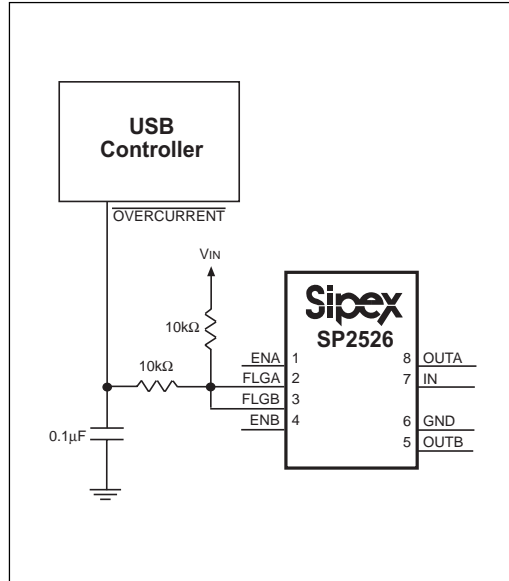 USB
Controller
OVERCURRENT
VIN
10kΩ
10kΩ
0.1μF
Sipex
SP2526
ENA 1
FLGA 2
FLGB 3
ENB 4
8 OUTA
7 IN
6 GND
5 OUTB